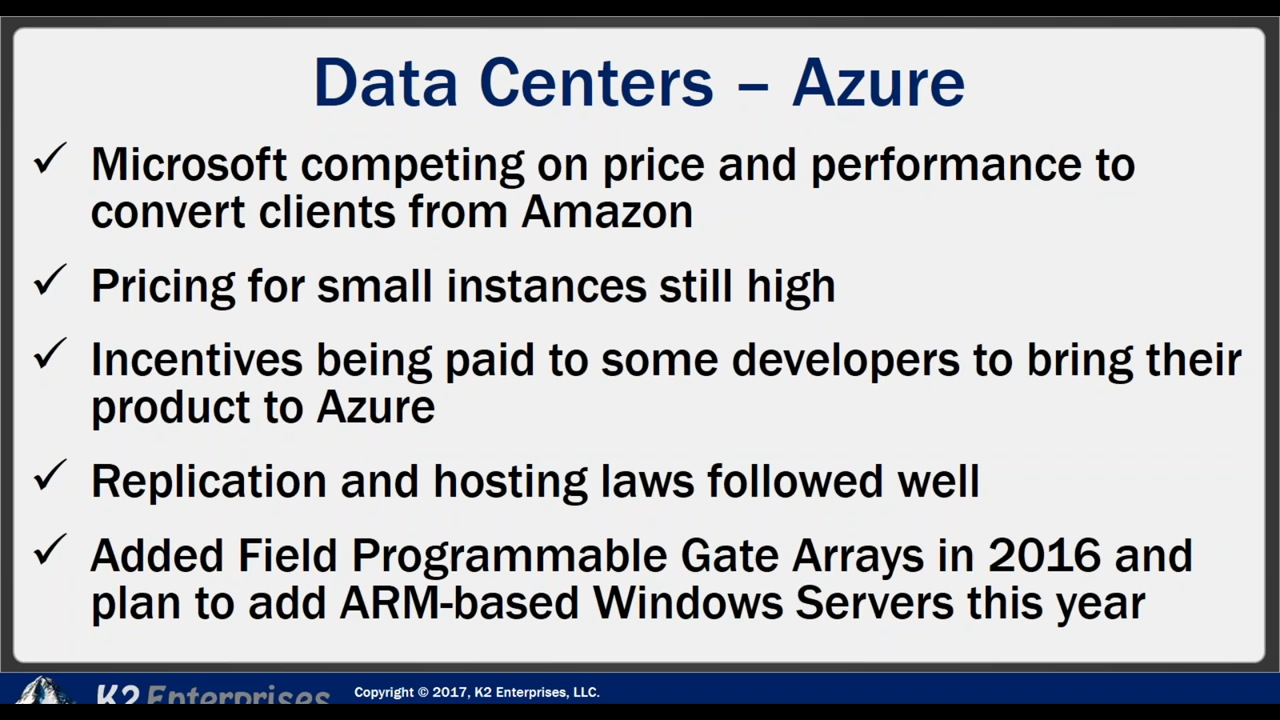 Data Centers – Azure
✓ Microsoft competing on price and performance to
convert clients from Amazon
✓ Pricing for small instances still high
✓ Incentives being paid to some developers to bring their
product to Azure
✓ Replication and hosting laws followed well
✓ Added Field Programmable Gate Arrays in 2016 and
plan to add ARM-based Windows Servers this year
K2 Enterprises
Copyright © 2017, K2 Enterprises, LLC.